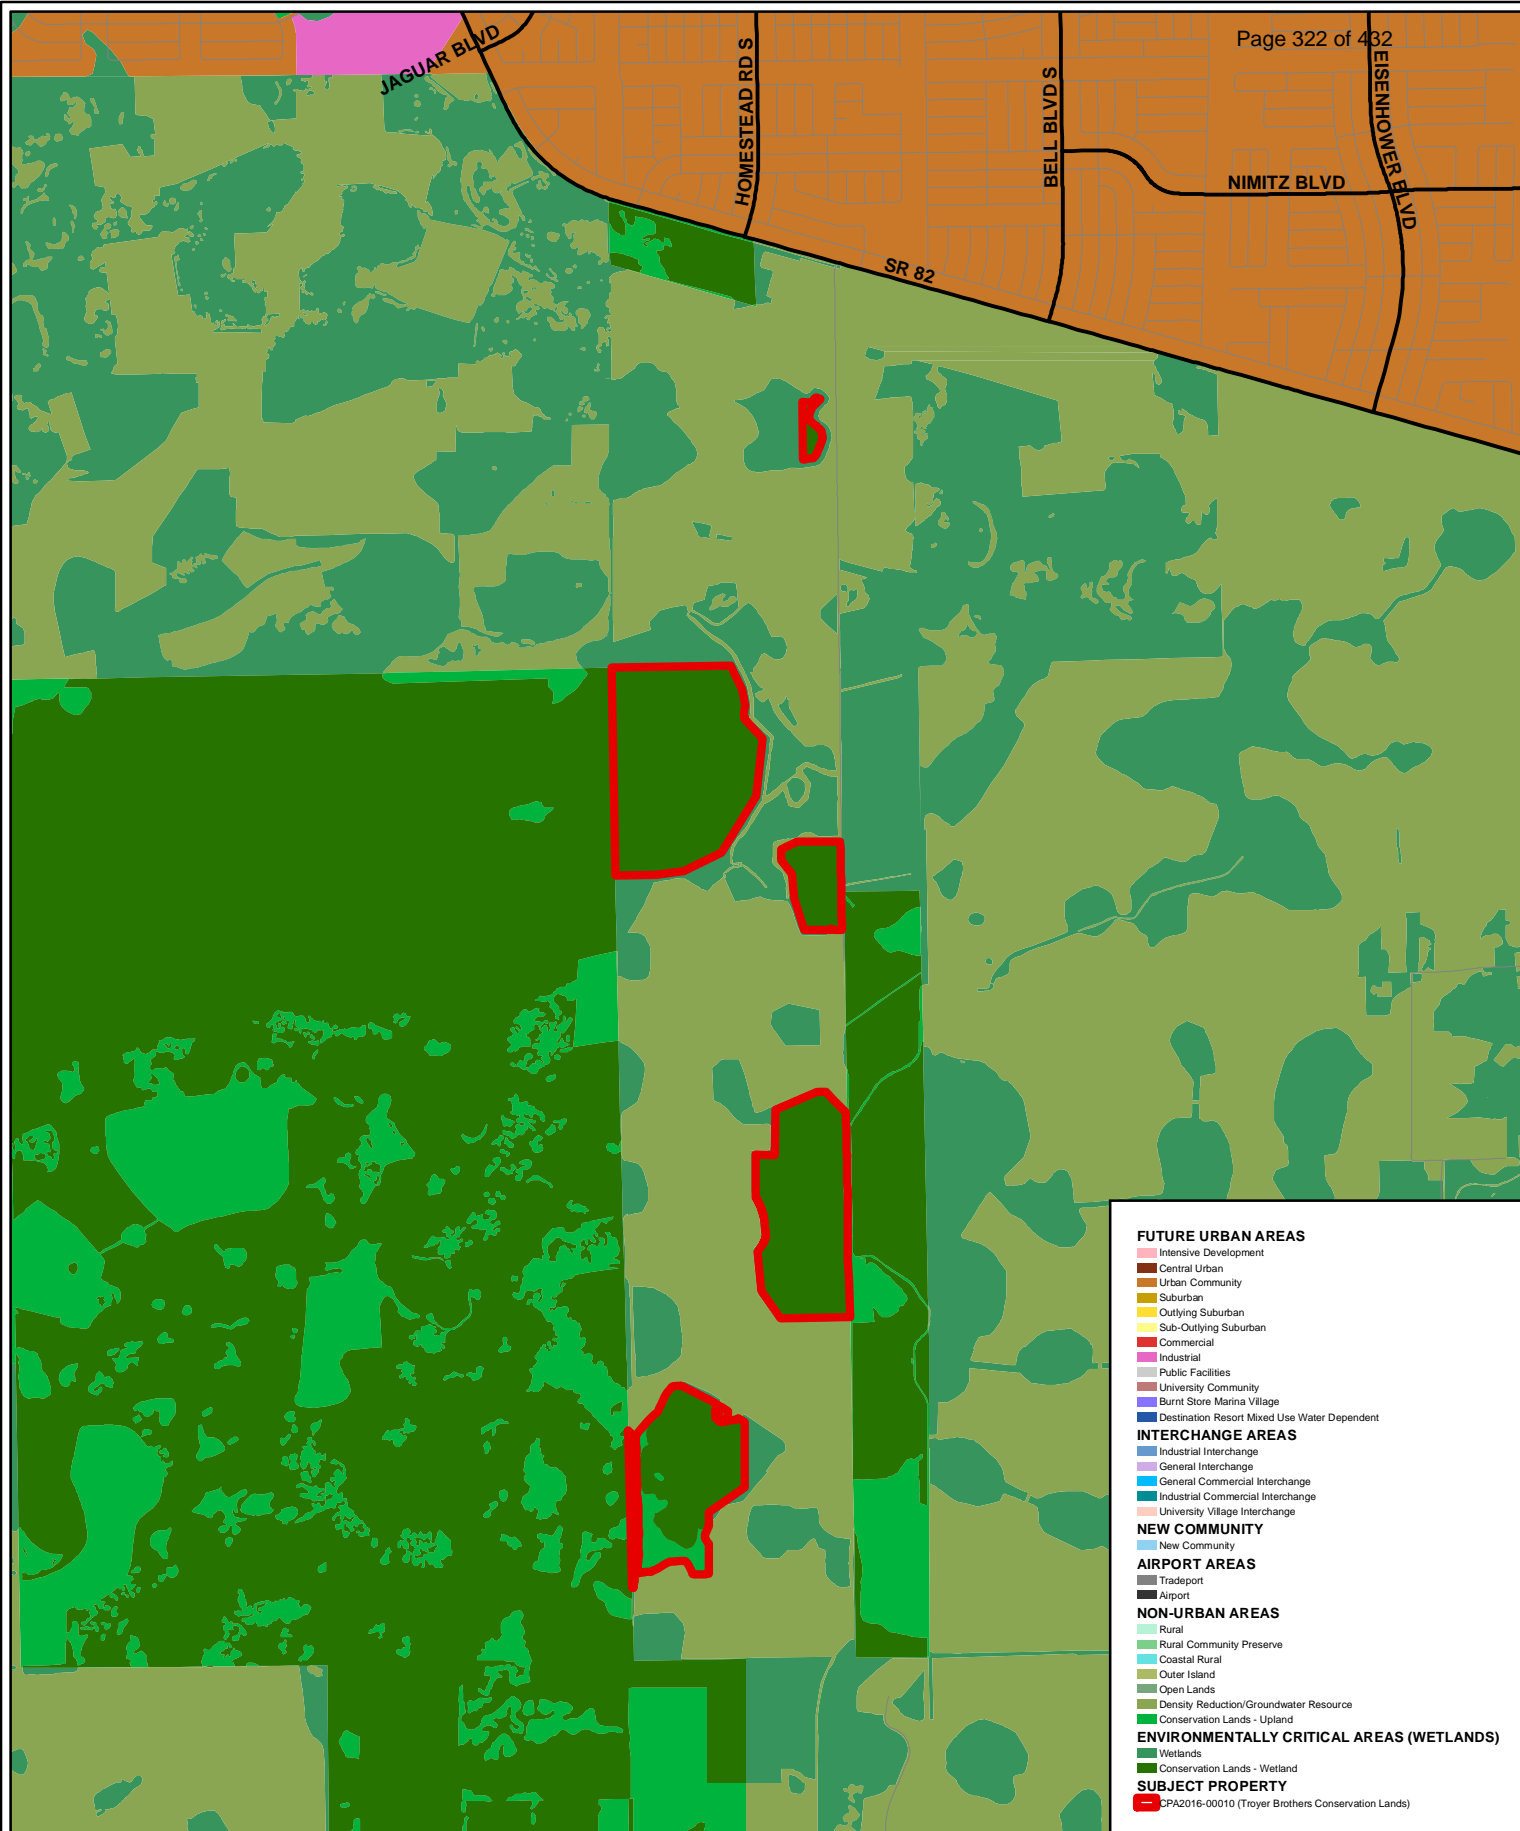 Page 322 of 432
JAGUAR BLVD
HOMESTEAD RD S
BELL BLVD S
EISENHOWER BLVD
NIMITZ BLVD
SR 82
FUTURE URBAN AREAS
Intensive Development
Central Urban
Urban Community
Suburban
Outlying Suburban
Sub-Outlying Suburban
Commercial
Industrial
Public Facilities
University Community
Burnt Store Marina Village
Destination Resort Mixed Use Water Dependent
INTERCHANGE AREAS
Industrial Interchange
General Interchange
General Commercial Interchange
Industrial Commercial Interchange
University Village Interchange
NEW COMMUNITY
New Community
AIRPORT AREAS
Tradeport
Airport
NON-URBAN AREAS
Rural
Rural Community Preserve
Coastal Rural
Outer Island
Open Lands
Density Reduction/Groundwater Resource
Conservation Lands - Upland
ENVIRONMENTALLY CRITICAL AREAS (WETLANDS)
Wetlands
Conservation Lands - Wetland
SUBJECT PROPERTY
CPA2016-00010 (Troyer Brothers Conservation Lands)